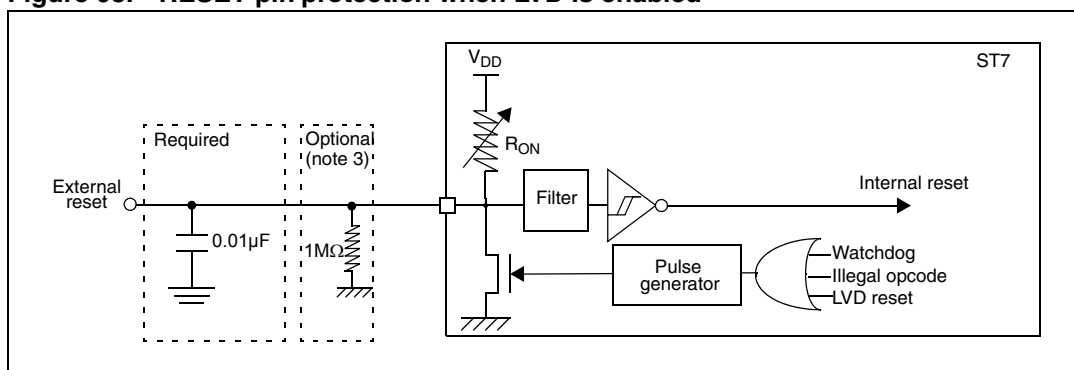 Figure RESET pin protection when LVD is enabled
VDD
ST7
Required
Optional
(note 3)
RON
External
reset
Filter
Internal reset
0.01µF
1MΩ
Pulse
generator
Watchdog
Illegal opcode
LVD reset